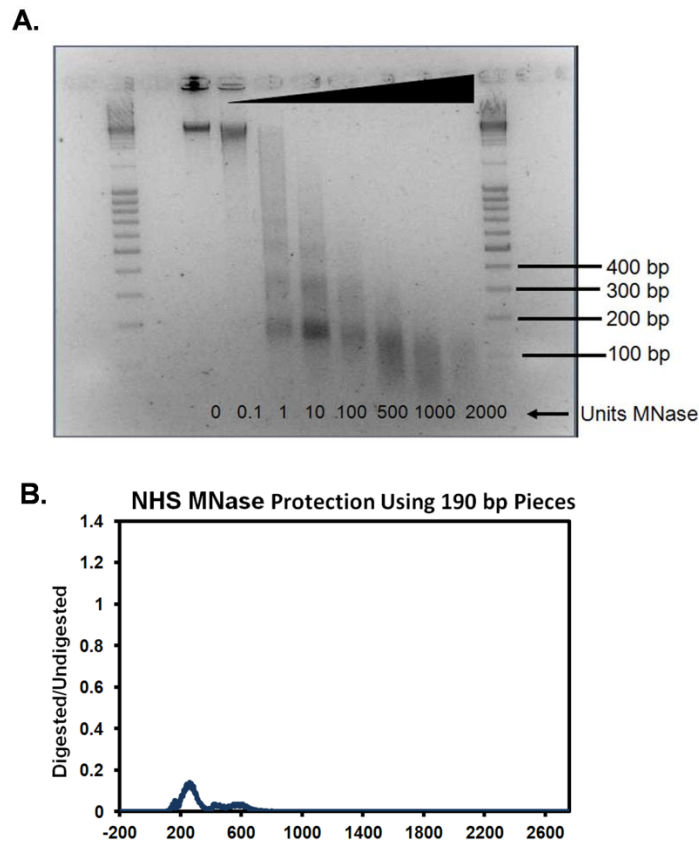 A.
400 bp
300 bp
200 bp
100 bp
0 0.1 1 10 100 500 1000 2000 Units MNase
B.
NHS MNase Protection Using 190 bp Pieces
Digested/Undigested
1.4
1.2
1
0.8
0.6
0.4
0.2
0
-200 200 600 1000 1400 1800 2200 2600